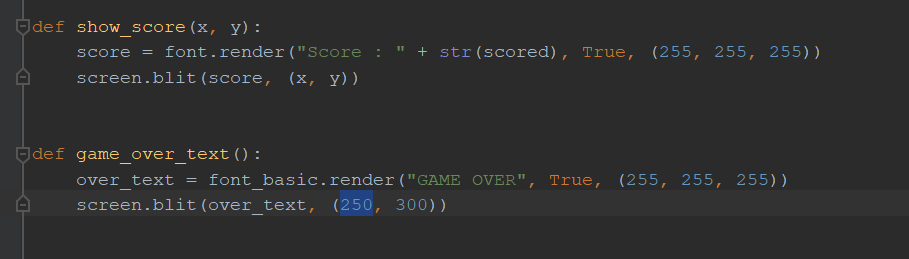 def show_score(x, y):
    score = font.render("Score : " + str(scored), True, (255, 255, 255))
    screen.blit(score, (x, y))
def game_over_text():
    over_text = font_basic.render("GAME OVER", True, (255, 255, 255))
    screen.blit(over_text, (250, 300))